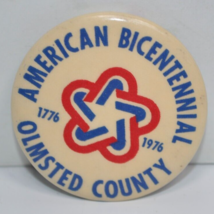 AMERICAN BICENTENNIAL
1776
1976
OLMSTED COUNTY